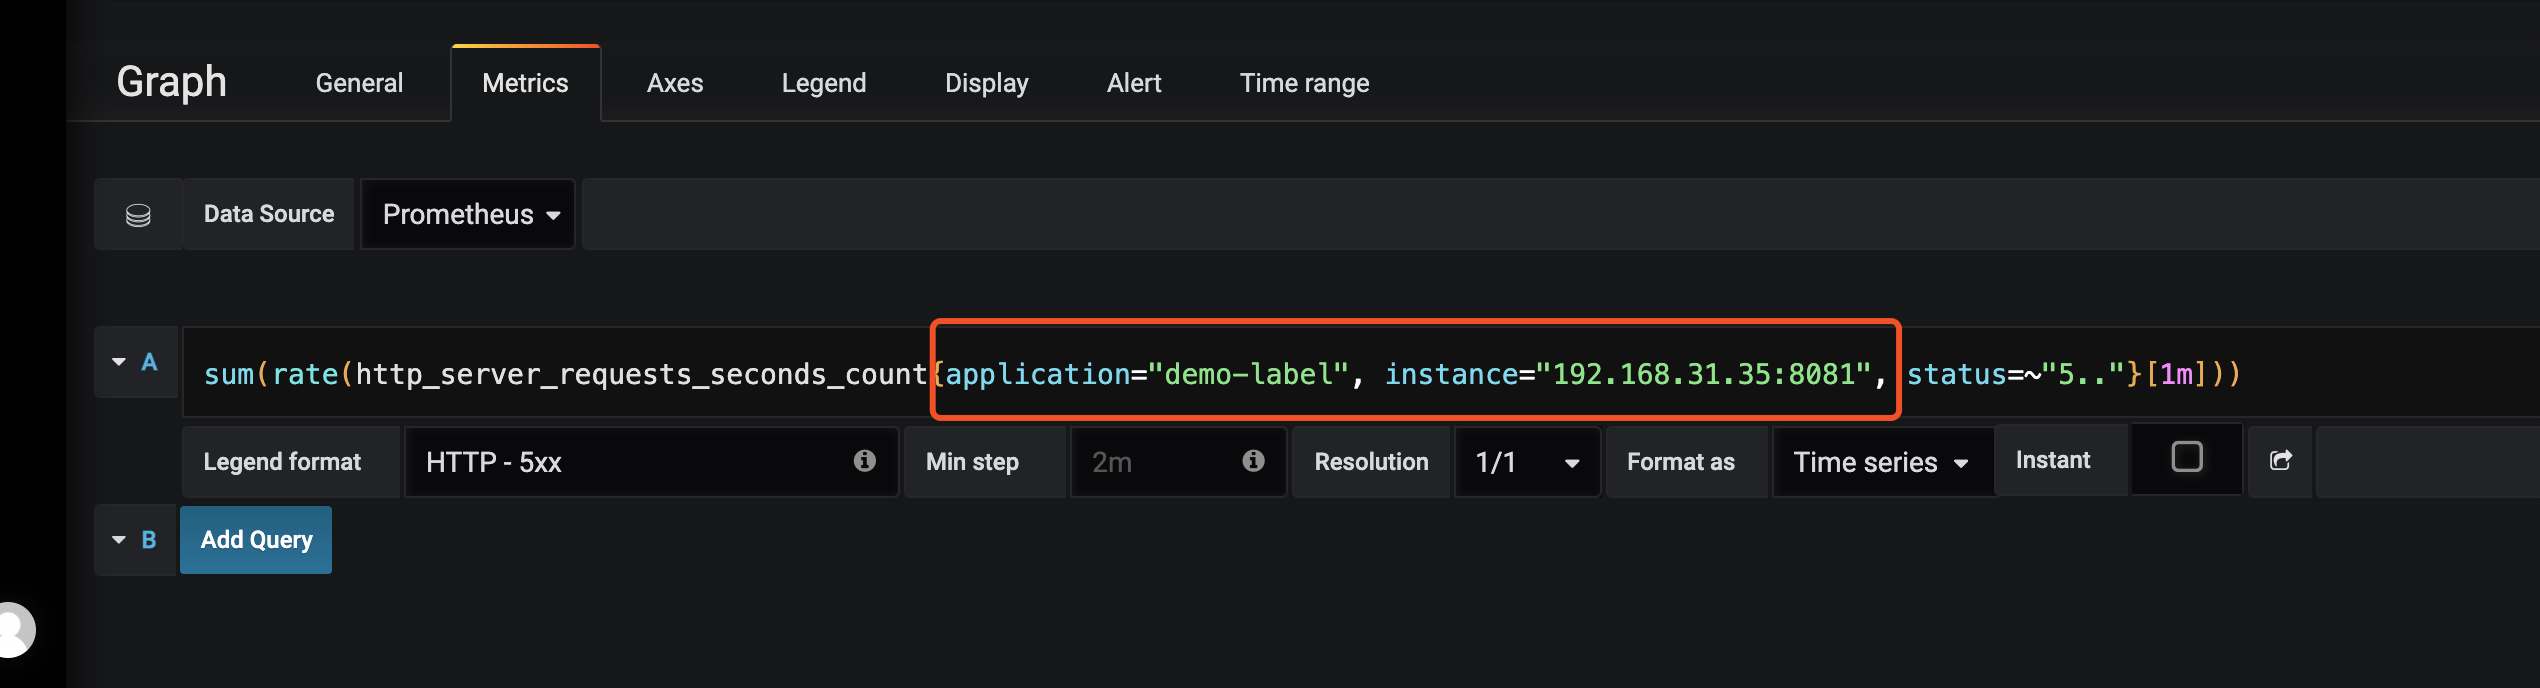 Graph General Metrics Axes Legend Display Alert Time range
Data Source Prometheus
A sum(rate(http_server_requests_seconds_count{application="demo-label", instance="192.168.31.35:8081", status=~"5.."}[1m]))
Legend format HTTP - 5xx Min step 2m Resolution 1/1 Format as Time series Instant
B Add Query